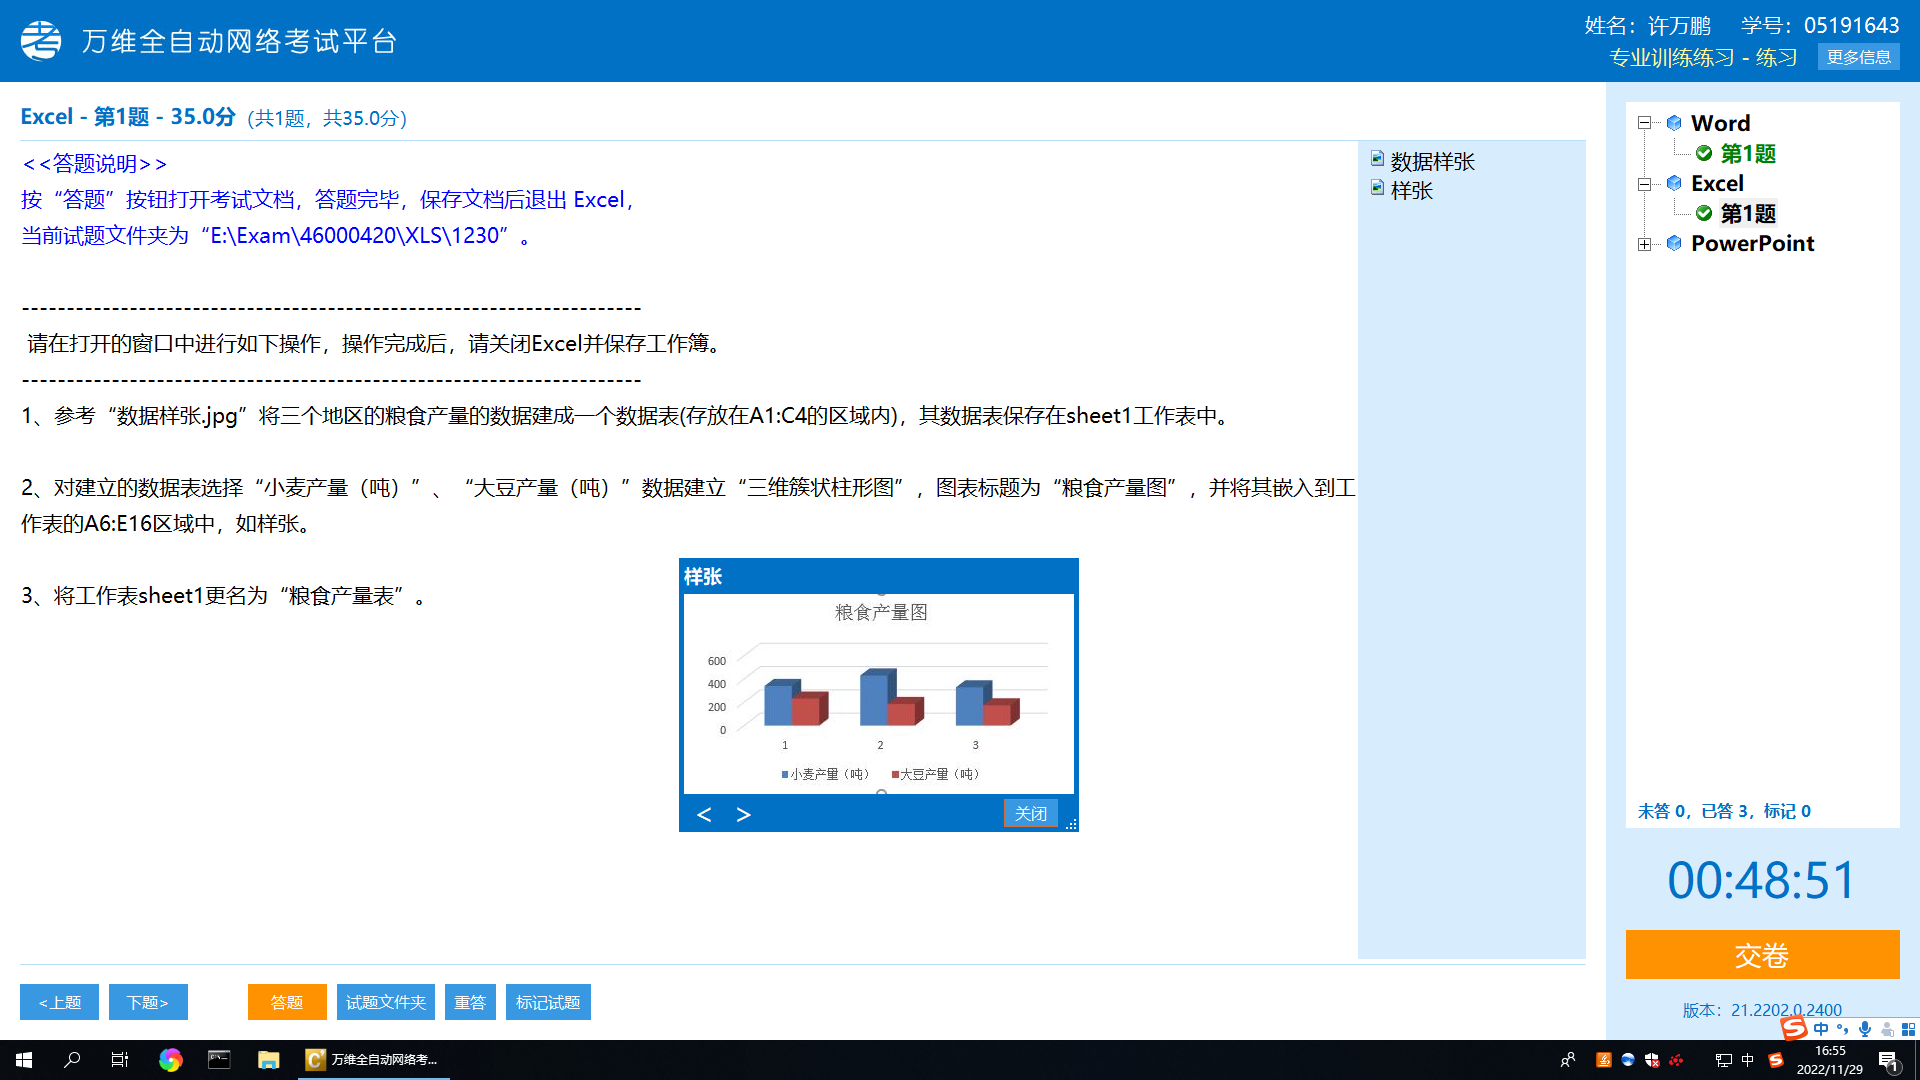 万维全自动网络考试平台
姓名：许万鹏 学号：05191643
专业训练练习 - 练习 更多信息
Excel - 第1题 - 35.0分 (共1题，共35.0分)
<<答题说明>>
按“答题”按钮打开考试文档，答题完毕，保存文档后退出 Excel，
当前试题文件夹为“E:\Exam\46000420\XLS\1230”。
---------------------------------------------------------------------
请在打开的窗口中进行如下操作，操作完成后，请关闭Excel并保存工作簿。
---------------------------------------------------------------------
1、参考“数据样张.jpg”将三个地区的粮食产量的数据建成一个数据表(存放在A1:C4的区域内)，其数据表保存在sheet1工作表中。
2、对建立的数据表选择“小麦产量（吨）”、“大豆产量（吨）”数据建立“三维簇状柱形图”，图表标题为“粮食产量图”，并将其嵌入到工
作表的A6:E16区域中，如样张。
3、将工作表sheet1更名为“粮食产量表”。
数据样张
样张
样张
粮食产量图
600
400
200
0
1 2 3
小麦产量（吨） 大豆产量（吨）
< > 关闭
Word
第1题
Excel
第1题
PowerPoint
未答 0，已答 3，标记 0
00:48:51
交卷
版本：21.2202.0.2400
<上题 下题> 答题 试题文件夹 重答 标记试题
中
万维全自动网络考...
中
16:55
2022/11/29
1